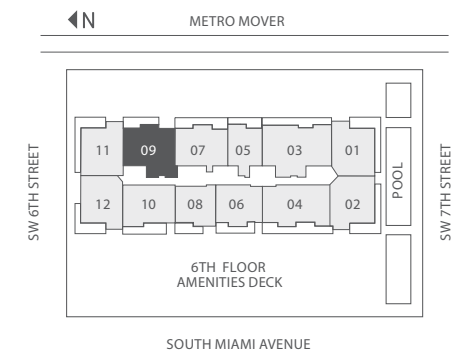 N
METRO MOVER
SW 6TH STREET
11
09
07
05
03
01
12
10
08
06
04
02
POOL
SW 7TH STREET
6TH FLOOR
AMENITIES DECK
SOUTH MIAMI AVENUE